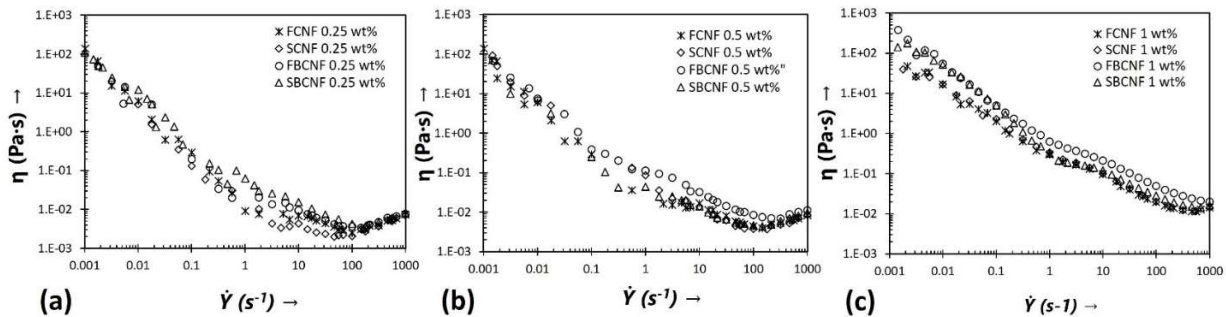 1.E+03
1.E+02
1.E+01
1.E+00
1.E-01
1.E-02
1.E-03
η (Pa·s) →
FCNF 0.25 wt%
SCNF 0.25 wt%
FBCNF 0.25 wt%
SBCNF 0.25 wt%
0.001 0.01 0.1 1 10 100 1000
(a)
Ẏ (s⁻¹) →
1.E+03
1.E+02
1.E+01
1.E+00
1.E-01
1.E-02
1.E-03
η (Pa·s) →
FCNF 0.5 wt%
SCNF 0.5 wt%
FBCNF 0.5 wt%"
SBCNF 0.5 wt%
0.001 0.01 0.1 1 10 100 1000
(b)
Ẏ (s⁻¹) →
1.E+03
1.E+02
1.E+01
1.E+00
1.E-01
1.E-02
1.E-03
η (Pa·s) →
FCNF 1 wt%
SCNF 1 wt%
FBCNF 1 wt%
SBCNF 1 wt%
0.001 0.01 0.1 1 10 100 1000
(c)
Ẏ (s-1) →